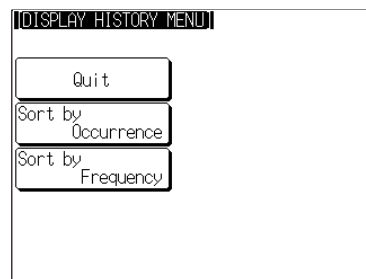 [DISPLAY HISTORY MENU]
Quit
Sort by
Occurrence
Sort by
Frequency